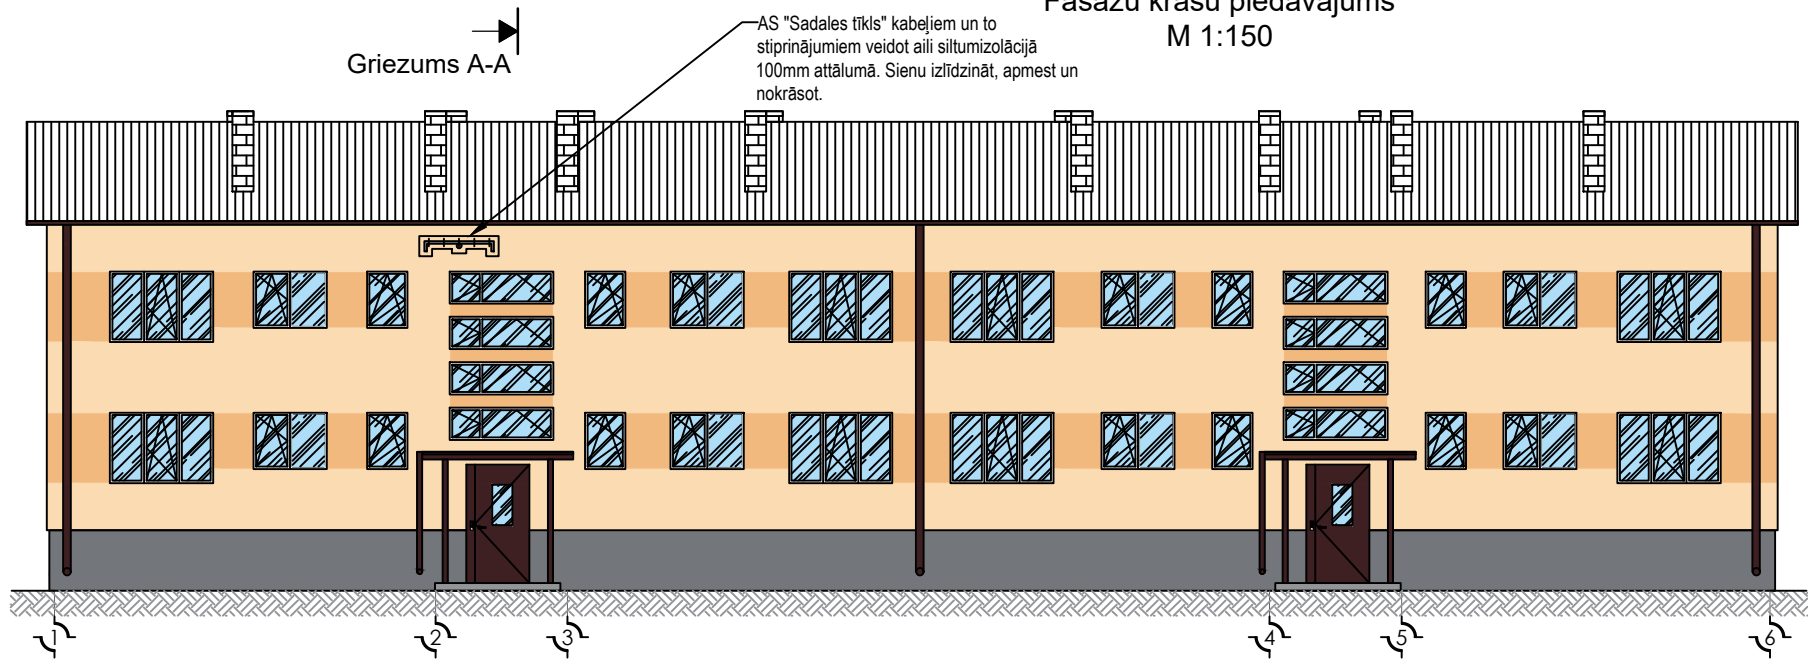 Fasāžu krāsu piedāvājums
M 1:150
AS "Sadales tīkls" kabeļiem un to
stiprinājumiem veidot aili siltumizolācijā
100mm attālumā. Sienu izlīdzināt, apmest un
nokrāsot.
Griezums A-A
1 2 3 4 5 6